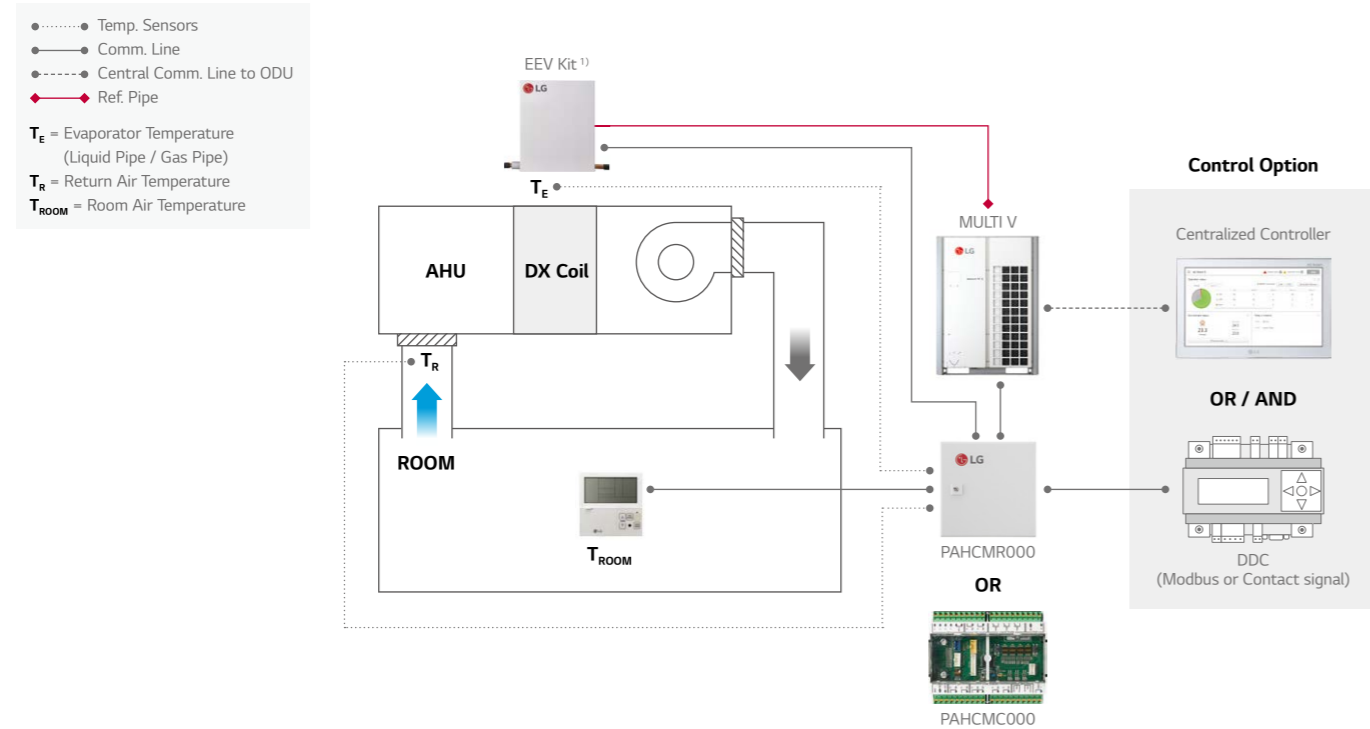 Temp. Sensors
Comm. Line
Central Comm. Line to ODU
Ref. Pipe
TE = Evaporator Temperature
(Liquid Pipe / Gas Pipe)
TR = Return Air Temperature
TROOM = Room Air Temperature
EEV Kit 1)
LG
TE
AHU
DX Coil
TR
ROOM
TROOM
MULTI V
LG
LG
PAHCMR000
OR
PAHCMC000
Control Option
Centralized Controller
LG
OR / AND
DDC
(Modbus or Contact signal)